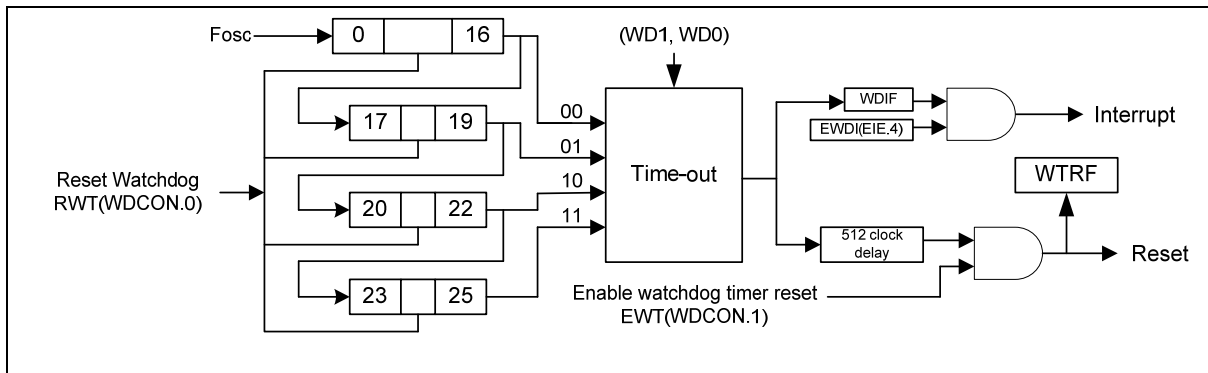 Fosc
0 16
(WD1, WD0)
17 19
20 22
23 25
00
01
10
11
Reset Watchdog
RWT(WDCON.0)
Time-out
WDIF
EWDI(EIE.4)
Interrupt
WTRF
512 clock
delay
Reset
Enable watchdog timer reset
EWT(WDCON.1)